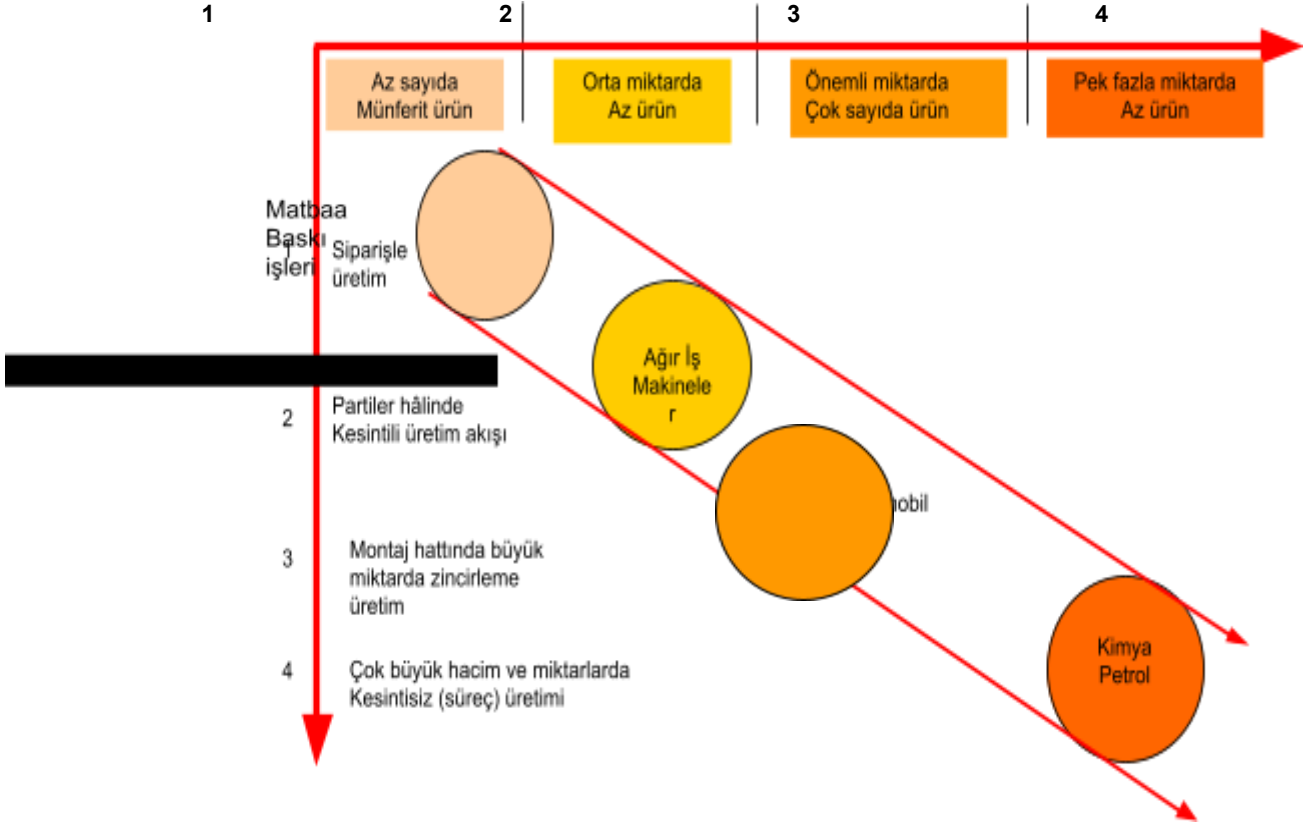 1 2 3 4
Az sayıda
Münferit ürün
Orta miktarda
Az ürün
Önemli miktarda
Çok sayıda ürün
Pek fazla miktarda
Az ürün
Matbaa
Baskı
işleri
1
Siparişle
üretim
Ağır İş
Makinele
r
2
Partiler hâlinde
Kesintili üretim akışı
obil
3
Montaj hattında büyük
miktarda zincirleme
üretim
4
Çok büyük hacim ve miktarlarda
Kesintisiz (süreç) üretimi
Kimya
Petrol